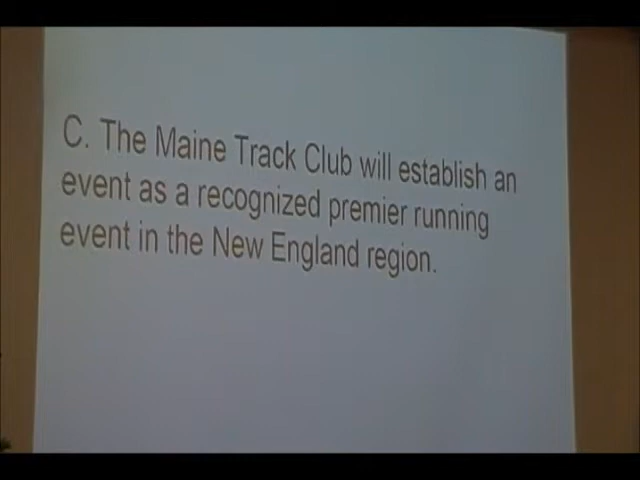 C. The Maine Track Club will establish an
event as a recognized premier running
event in the New England region.